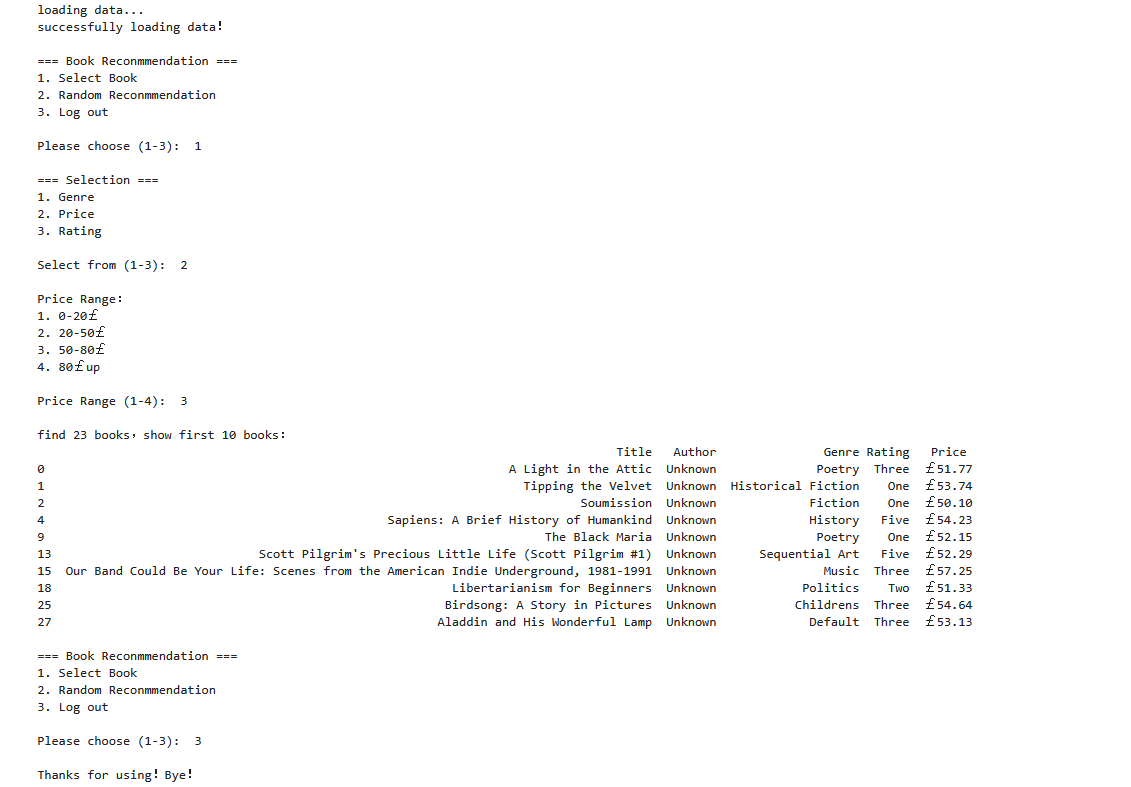 loading data...
successfully loading data!
=== Book Reconmmendation ===
1. Select Book
2. Random Reconmmendation
3. Log out
Please choose (1-3):  1
=== Selection ===
1. Genre
2. Price
3. Rating
Select from (1-3):  2
Price Range:
1. 0-20£
2. 20-50£
3. 50-80£
4. 80£up
Price Range (1-4):  3
find 23 books，show first 10 books:
Title Author Genre Rating Price
0 A Light in the Attic Unknown Poetry Three £51.77
1 Tipping the Velvet Unknown Historical Fiction One £53.74
2 Soumission Unknown Fiction One £50.10
4 Sapiens: A Brief History of Humankind Unknown History Five £54.23
9 The Black Maria Unknown Poetry One £52.15
13 Scott Pilgrim's Precious Little Life (Scott Pilgrim #1) Unknown Sequential Art Five £52.29
15 Our Band Could Be Your Life: Scenes from the American Indie Underground, 1981-1991 Unknown Music Three £57.25
18 Libertarianism for Beginners Unknown Politics Two £51.33
25 Birdsong: A Story in Pictures Unknown Childrens Three £54.64
27 Aladdin and His Wonderful Lamp Unknown Default Three £53.13
=== Book Reconmmendation ===
1. Select Book
2. Random Reconmmendation
3. Log out
Please choose (1-3):  3
Thanks for using！Bye！